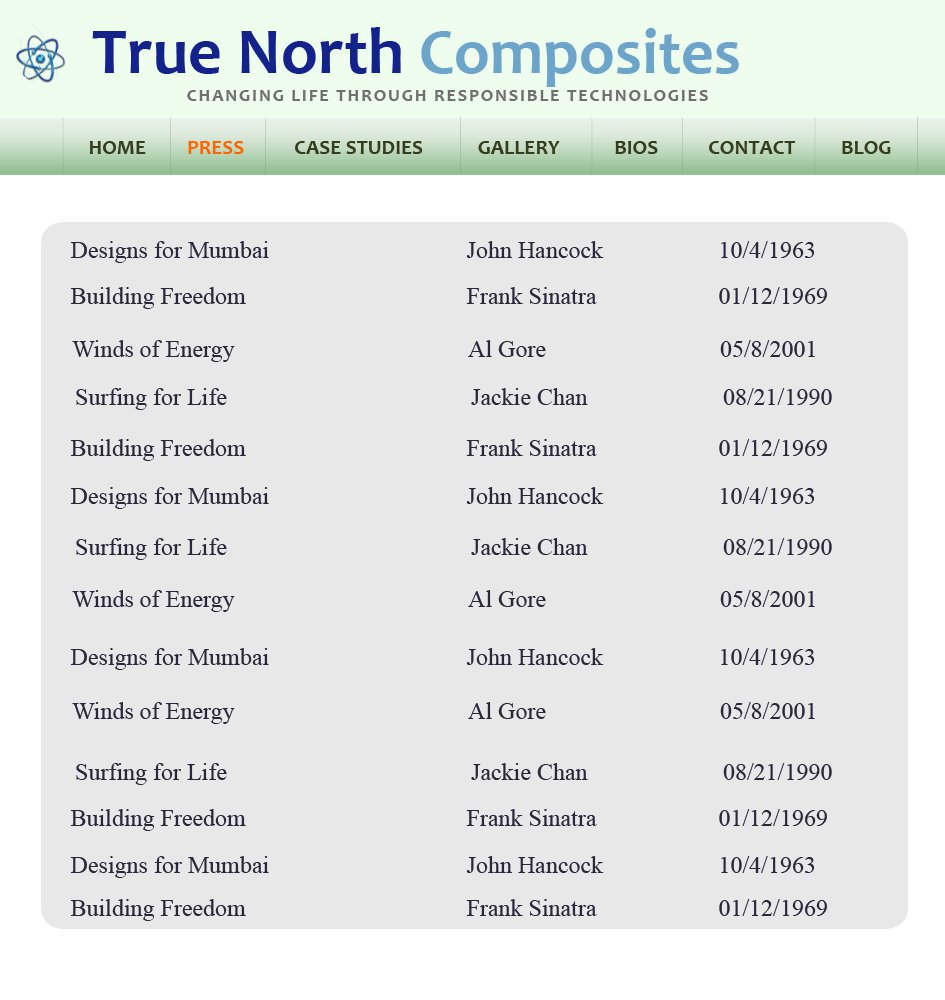 True North Composites
CHANGING LIFE THROUGH RESPONSIBLE TECHNOLOGIES
HOME PRESS CASE STUDIES GALLERY BIOS CONTACT BLOG
Designs for Mumbai John Hancock 10/4/1963
Building Freedom Frank Sinatra 01/12/1969
Winds of Energy Al Gore 05/8/2001
Surfing for Life Jackie Chan 08/21/1990
Building Freedom Frank Sinatra 01/12/1969
Designs for Mumbai John Hancock 10/4/1963
Surfing for Life Jackie Chan 08/21/1990
Winds of Energy Al Gore 05/8/2001
Designs for Mumbai John Hancock 10/4/1963
Winds of Energy Al Gore 05/8/2001
Surfing for Life Jackie Chan 08/21/1990
Building Freedom Frank Sinatra 01/12/1969
Designs for Mumbai John Hancock 10/4/1963
Building Freedom Frank Sinatra 01/12/1969